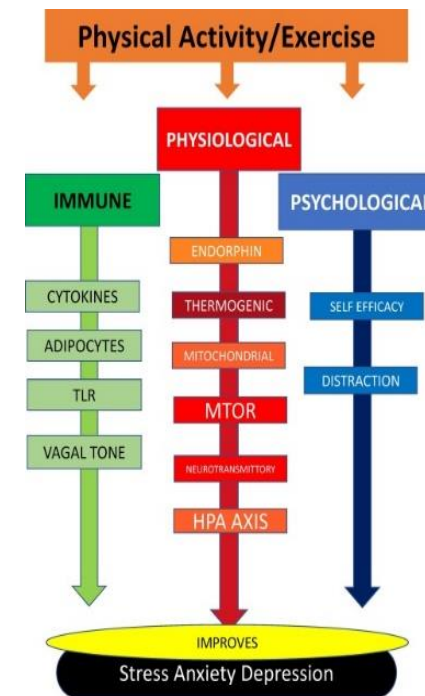 Physical Activity/Exercise
PHYSIOLOGICAL
IMMUNE
PSYCHOLOGICAL
ENDORPHIN
CYTOKINES
THERMOGENIC
SELF EFFICACY
ADIPOCYTES
MITOCHONDRIAL
DISTRACTION
TLR
MTOR
VAGAL TONE
NEUROTRANSMITTORY
HPA AXIS
IMPROVES
Stress Anxiety Depression